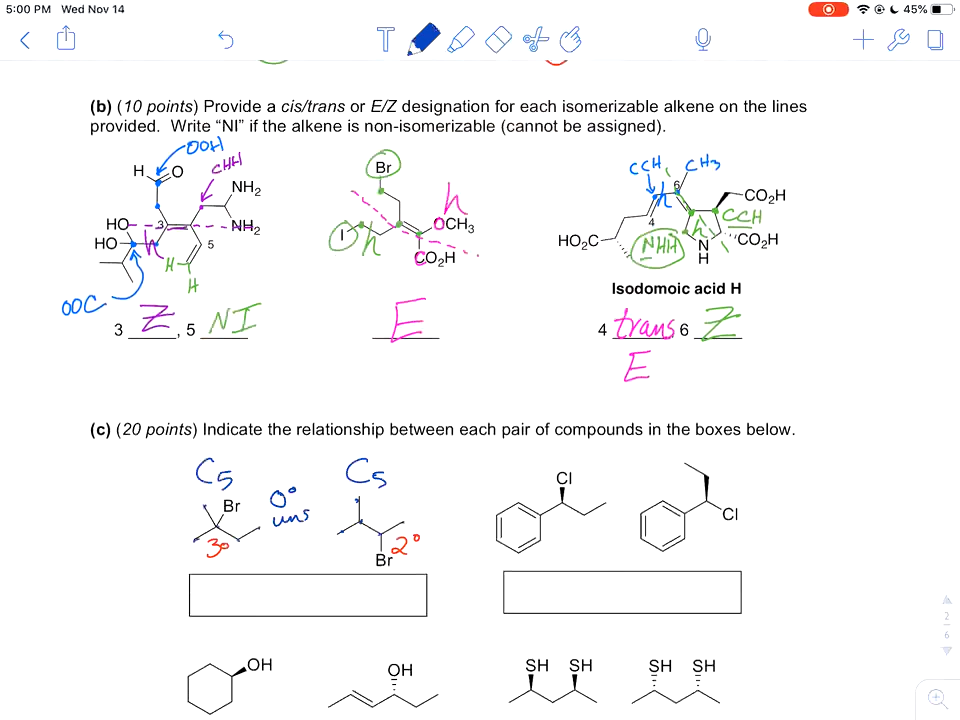 5:00 PM Wed Nov 14
45%
T
(b) (10 points) Provide a cis/trans or E/Z designation for each isomerizable alkene on the lines
provided. Write “NI” if the alkene is non-isomerizable (cannot be assigned).
OOH
CHH
CCH
CH3
Br
H
O
NH2
6
CO2H
h
h
HO
3
NH2
OCH3
4
CCH
HO
h
5
I
h
h
H
CO2H
HO2C
NHH
N
H
CO2H
H
OOC
Isodomoic acid H
3 Z , 5 NI
E
4 trans 6 Z
E
(c) (20 points) Indicate the relationship between each pair of compounds in the boxes below.
C5
C5
Cl
Br
0°
uns
Cl
3°
2°
Br
2
6
OH
OH
SH SH
SH SH